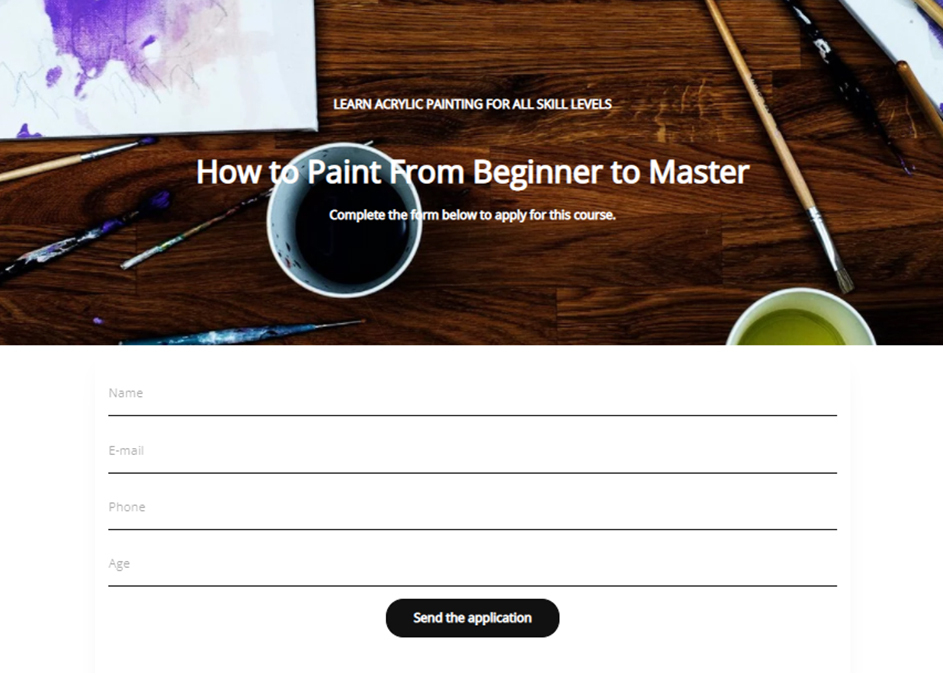 LEARN ACRYLIC PAINTING FOR ALL SKILL LEVELS
How to Paint From Beginner to Master
Complete the form below to apply for this course.
Name
E-mail
Phone
Age
Send the application